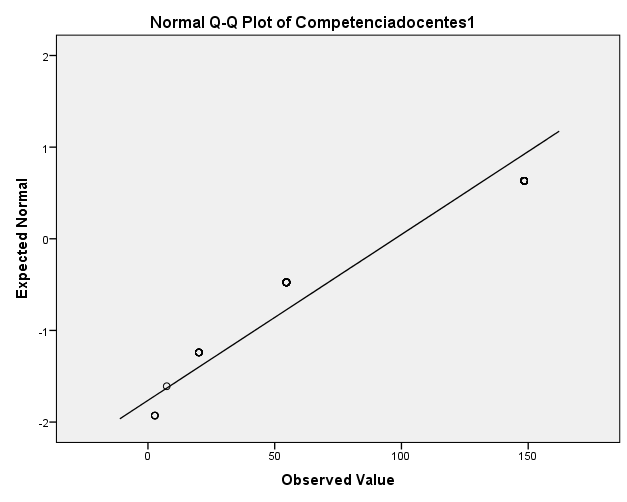 Normal Q-Q Plot of Competenciadocentes1
2
1
0
-1
-2
Expected Normal
0 50 100 150
Observed Value